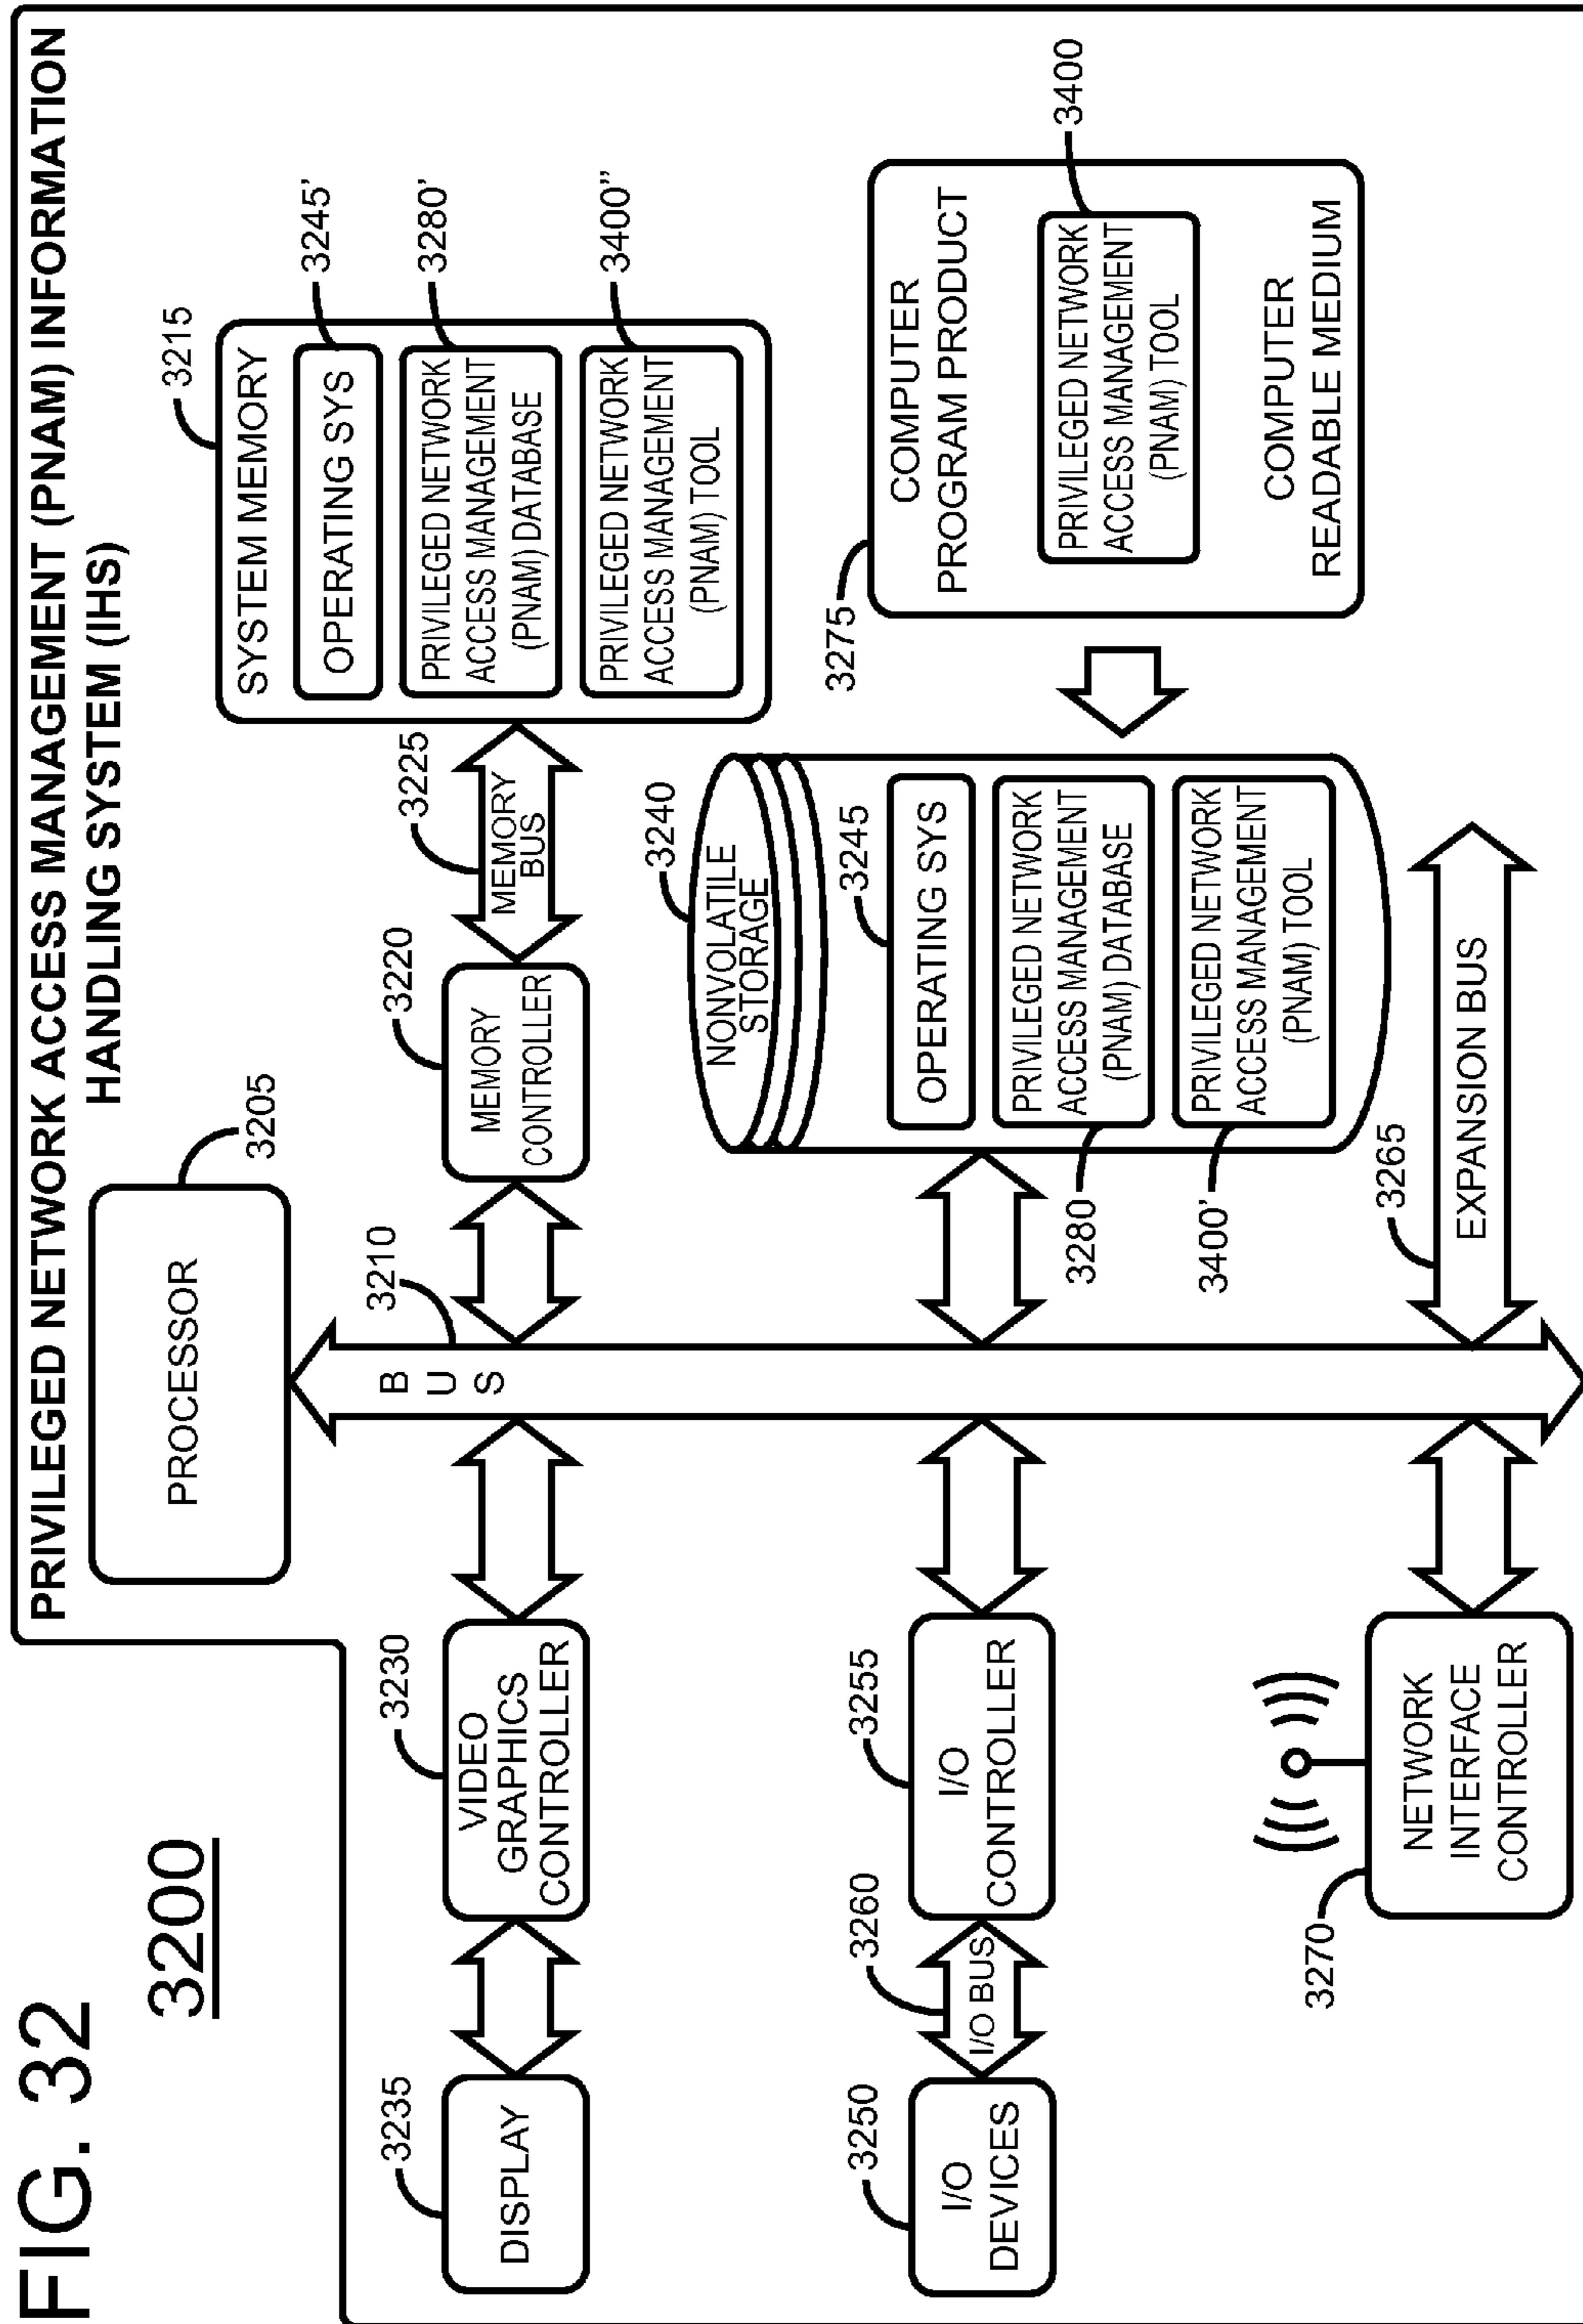 FIG. 32
3200
PRIVILEGED NETWORK ACCESS MANAGEMENT (PNAM) INFORMATION
HANDLING SYSTEM (IHS)
PROCESSOR
3205
3210
B
U
S
3215
SYSTEM MEMORY
OPERATING SYS
3245'
PRIVILEGED NETWORK
ACCESS MANAGEMENT
(PNAM) DATABASE
3280'
PRIVILEGED NETWORK
ACCESS MANAGEMENT
(PNAM) TOOL
3400''
3225
MEMORY
BUS
3220
MEMORY
CONTROLLER
3230
VIDEO
GRAPHICS
CONTROLLER
3235
DISPLAY
3240
NONVOLATILE
STORAGE
3245
OPERATING SYS
PRIVILEGED NETWORK
ACCESS MANAGEMENT
(PNAM) DATABASE
3280
PRIVILEGED NETWORK
ACCESS MANAGEMENT
(PNAM) TOOL
3400'
3275
COMPUTER
PROGRAM PRODUCT
PRIVILEGED NETWORK
ACCESS MANAGEMENT
(PNAM) TOOL
3400
COMPUTER
READABLE MEDIUM
3250
I/O
DEVICES
3260
I/O BUS
3255
I/O
CONTROLLER
3265
EXPANSION BUS
3270
NETWORK
INTERFACE
CONTROLLER